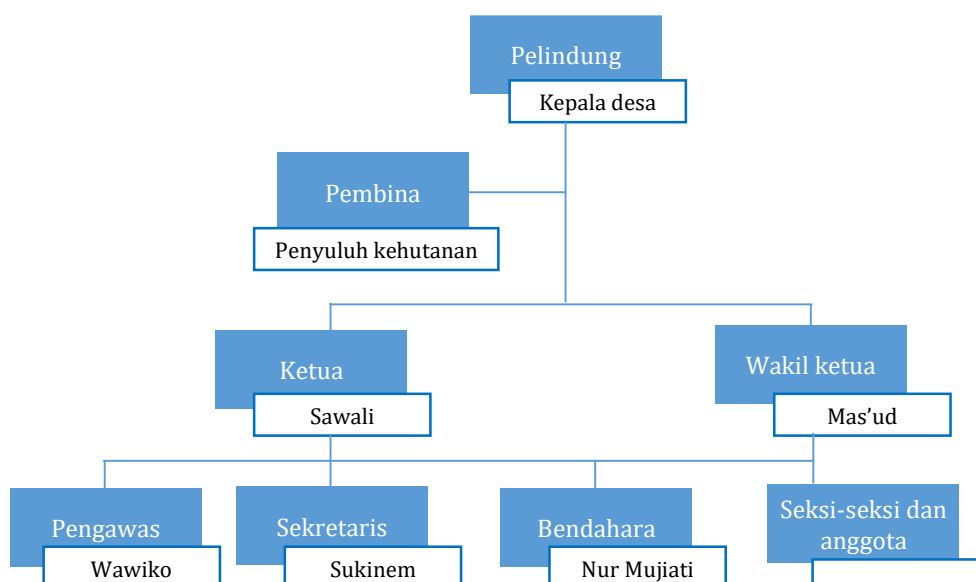 Pelindung
Kepala desa
Pembina
Penyuluh kehutanan
Ketua
Sawali
Wakil ketua
Mas’ud
Pengawas
Wawiko
Sekretaris
Sukinem
Bendahara
Nur Mujiati
Seksi-seksi dan
anggota